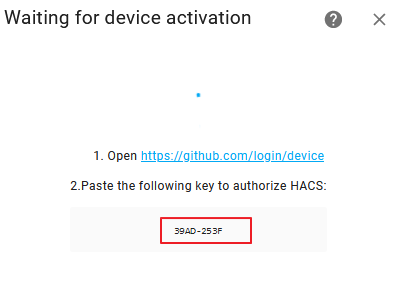 Waiting for device activation
1. Open https://github.com/login/device
2.Paste the following key to authorize HACS:
39AD-253F